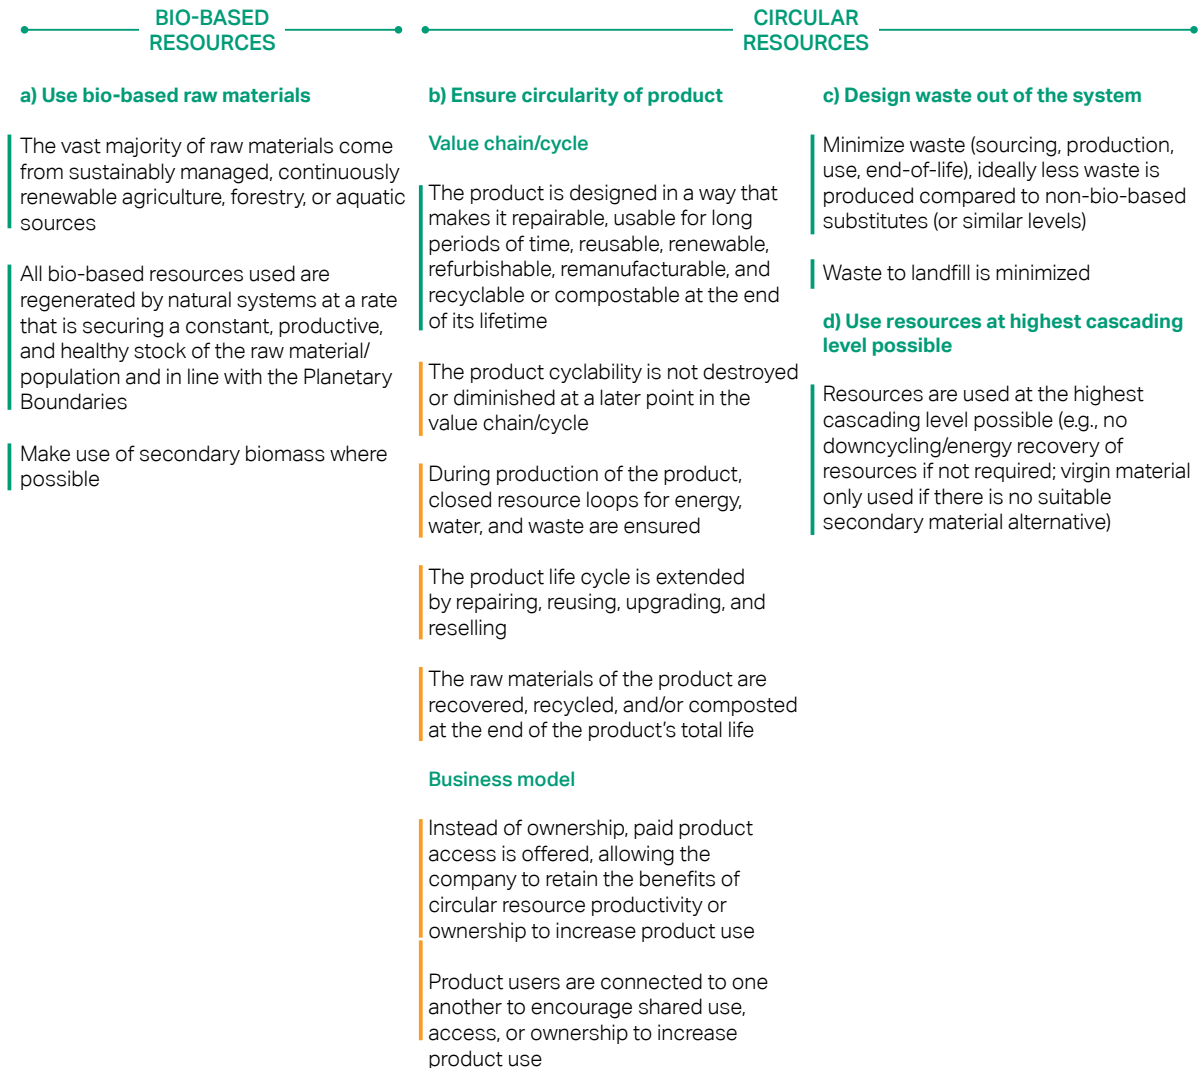 BIO-BASED
RESOURCES
CIRCULAR
RESOURCES
a) Use bio-based raw materials
The vast majority of raw materials come
from sustainably managed, continuously
renewable agriculture, forestry, or aquatic
sources
All bio-based resources used are
regenerated by natural systems at a rate
that is securing a constant, productive,
and healthy stock of the raw material/
population and in line with the Planetary
Boundaries
Make use of secondary biomass where
possible
b) Ensure circularity of product
Value chain/cycle
The product is designed in a way that
makes it repairable, usable for long
periods of time, reusable, renewable,
refurbishable, remanufacturable, and
recyclable or compostable at the end
of its lifetime
The product cyclability is not destroyed
or diminished at a later point in the
value chain/cycle
During production of the product,
closed resource loops for energy,
water, and waste are ensured
The product life cycle is extended
by repairing, reusing, upgrading, and
reselling
The raw materials of the product are
recovered, recycled, and/or composted
at the end of the product's total life
Business model
Instead of ownership, paid product
access is offered, allowing the
company to retain the benefits of
circular resource productivity or
ownership to increase product use
Product users are connected to one
another to encourage shared use,
access, or ownership to increase
product use
c) Design waste out of the system
Minimize waste (sourcing, production,
use, end-of-life), ideally less waste is
produced compared to non-bio-based
substitutes (or similar levels)
Waste to landfill is minimized
d) Use resources at highest cascading
level possible
Resources are used at the highest
cascading level possible (e.g., no
downcycling/energy recovery of
resources if not required; virgin material
only used if there is no suitable
secondary material alternative)